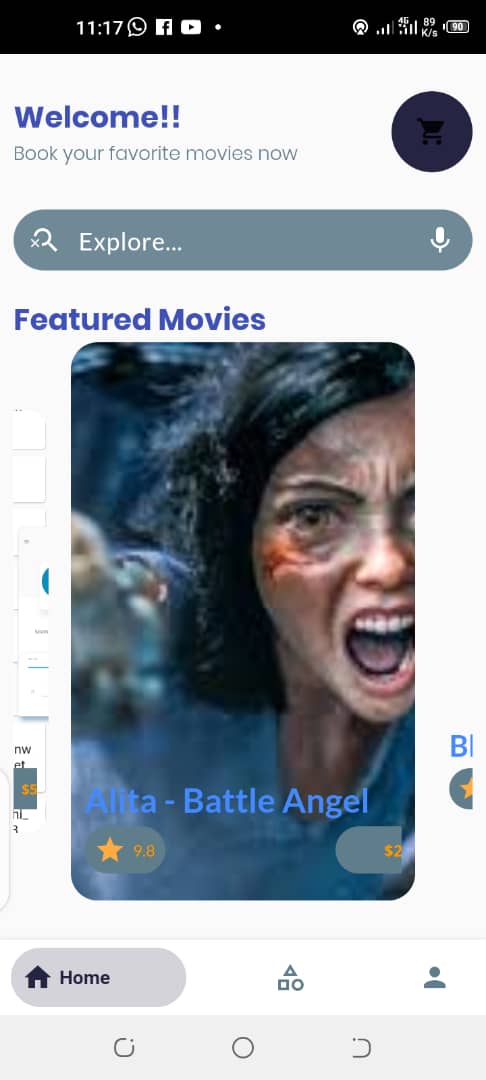 11:17
4G
89
K/s
90
Welcome!!
Book your favorite movies now
Explore...
Featured Movies
nw
et
$5
hi_
Bl
Alita - Battle Angel
9.8
$2
Home